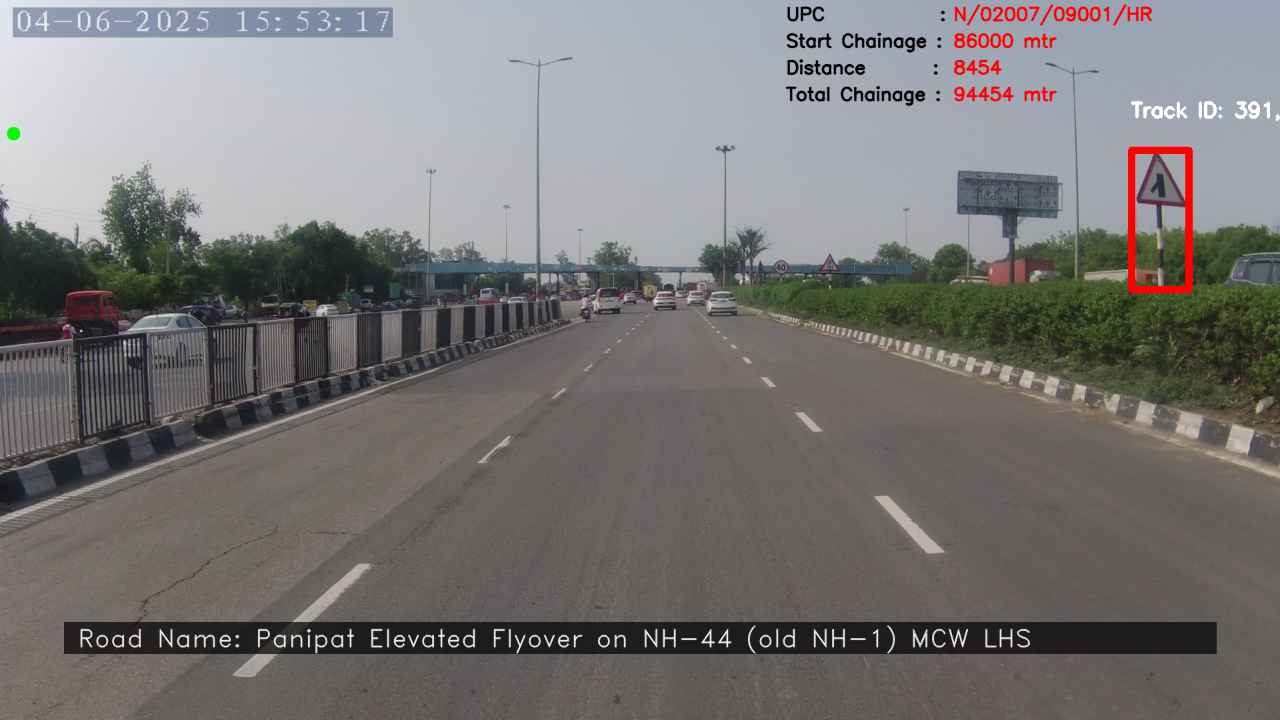 04-06-2025 15:53:17
UPC : N/02007/09001/HR
Start Chainage : 86000 mtr
Distance : 8454
Total Chainage : 94454 mtr
Track ID: 391,
60
Road Name: Panipat Elevated Flyover on NH-44 (old NH-1) MCW LHS